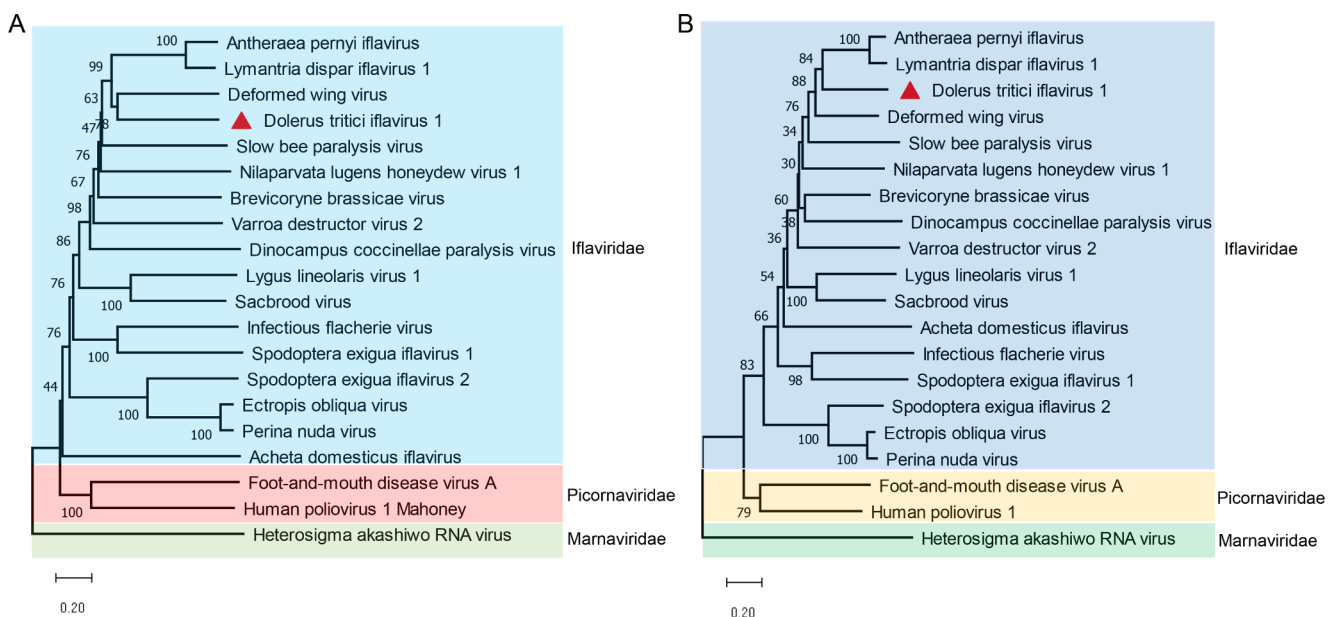 A
100
Antheraea pernyi iflavirus
99
Lymantria dispar iflavirus 1
63
Deformed wing virus
47
78
Dolerus tritici iflavirus 1
76
Slow bee paralysis virus
67
Nilaparvata lugens honeydew virus 1
98
Brevicoryne brassicae virus
Varroa destructor virus 2
86
Dinocampus coccinellae paralysis virus
Iflaviridae
76
Lygus lineolaris virus 1
100
Sacbrood virus
76
Infectious flacherie virus
100
Spodoptera exigua iflavirus 1
44
Spodoptera exigua iflavirus 2
100
Ectropis obliqua virus
100
Perina nuda virus
Acheta domesticus iflavirus
Foot-and-mouth disease virus A
Picornaviridae
100
Human poliovirus 1 Mahoney
Heterosigma akashiwo RNA virus
Marnaviridae
0.20
B
100
Antheraea pernyi iflavirus
84
Lymantria dispar iflavirus 1
88
Dolerus tritici iflavirus 1
76
Deformed wing virus
34
Slow bee paralysis virus
30
Nilaparvata lugens honeydew virus 1
60
Brevicoryne brassicae virus
38
Dinocampus coccinellae paralysis virus
36
Varroa destructor virus 2
Iflaviridae
54
Lygus lineolaris virus 1
100
Sacbrood virus
66
Acheta domesticus iflavirus
Infectious flacherie virus
83
98
Spodoptera exigua iflavirus 1
Spodoptera exigua iflavirus 2
100
Ectropis obliqua virus
100
Perina nuda virus
Foot-and-mouth disease virus A
Picornaviridae
79
Human poliovirus 1
Heterosigma akashiwo RNA virus
Marnaviridae
0.20